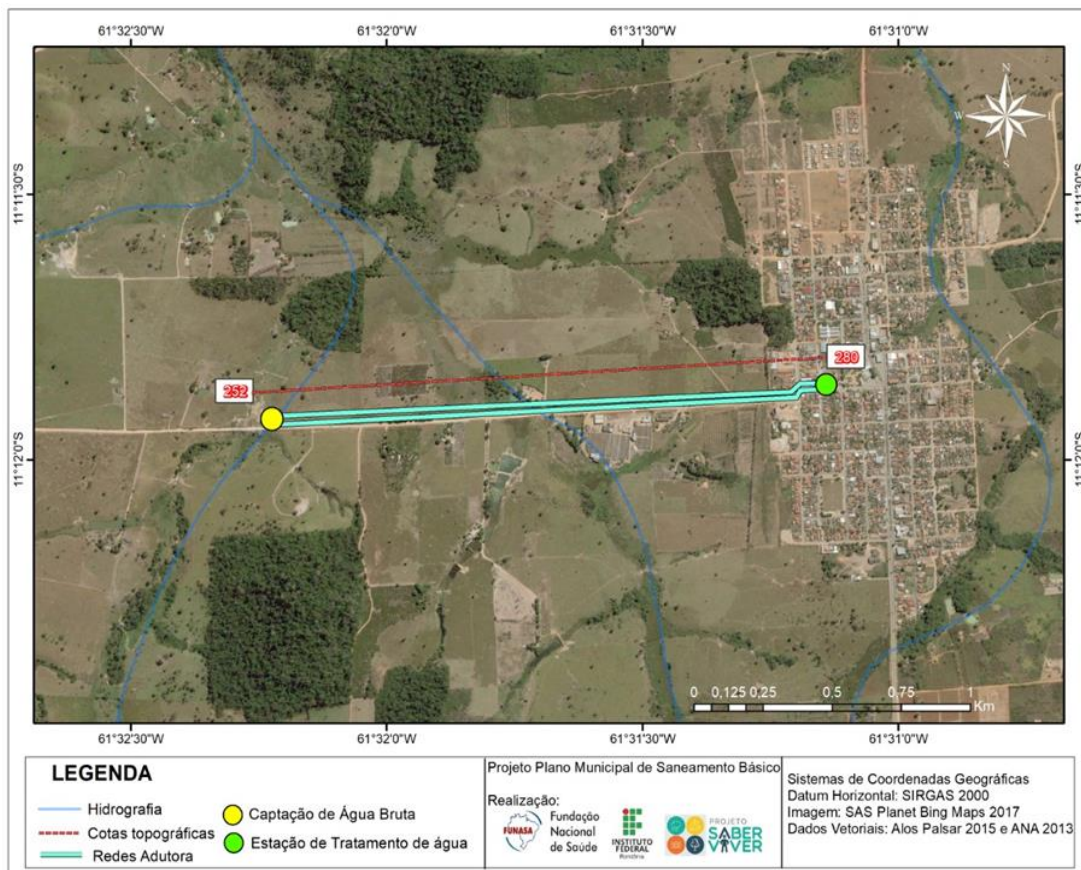 61°32'30"W
61°32'0"W
61°31'30"W
61°31'0"W
N
W
E
S
11°11'30"S
11°11'30"S
252
280
11°12'0"S
11°12'0"S
0 0,125 0,25 0,5 0,75 1
Km
61°32'30"W
61°32'0"W
61°31'30"W
61°31'0"W
LEGENDA
Hidrografia
Cotas topográficas
Redes Adutora
Captação de Água Bruta
Estação de Tratamento de água
Projeto Plano Municipal de Saneamento Básico
Realização:
FUNASA
Fundação
Nacional
de Saúde
INSTITUTO
FEDERAL
Rondônia
PROJETO
SABER
VIVER
Sistemas de Coordenadas Geográficas
Datum Horizontal: SIRGAS 2000
Imagem: SAS Planet Bing Maps 2017
Dados Vetoriais: Alos Palsar 2015 e ANA 2013